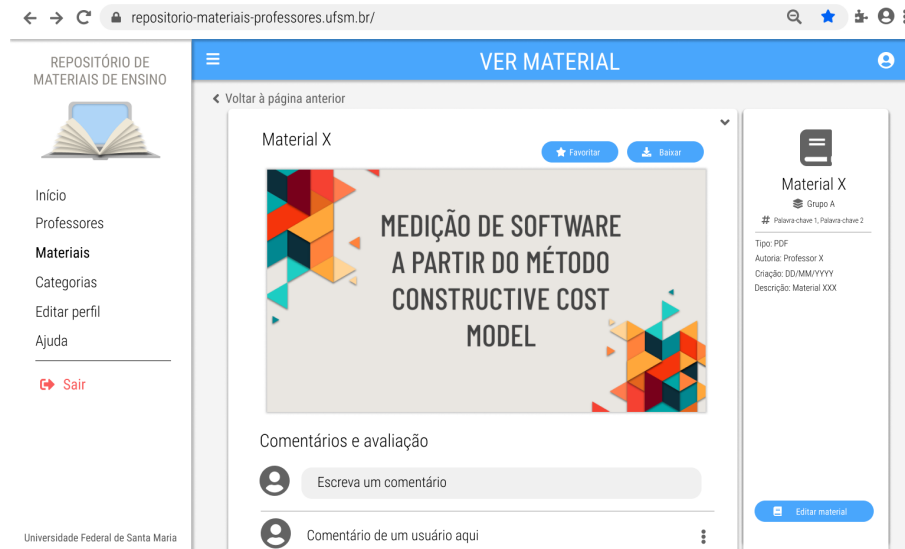 repositorio-materiais-professores.ufsm.br/
REPOSITÓRIO DE
MATERIAIS DE ENSINO
Início
Professores
Materiais
Categorias
Editar perfil
Ajuda
Sair
Universidade Federal de Santa Maria
VER MATERIAL
Voltar à página anterior
Material X
Favoritar
Baixar
MEDIÇÃO DE SOFTWARE
A PARTIR DO MÉTODO
CONSTRUCTIVE COST
MODEL
Comentários e avaliação
Escreva um comentário
Comentário de um usuário aqui
Material X
Grupo A
# Palavra-chave 1, Palavra-chave 2
Tipo: PDF
Autoria: Professor X
Criação: DD/MM/YYYY
Descrição: Material XXX
Editar material